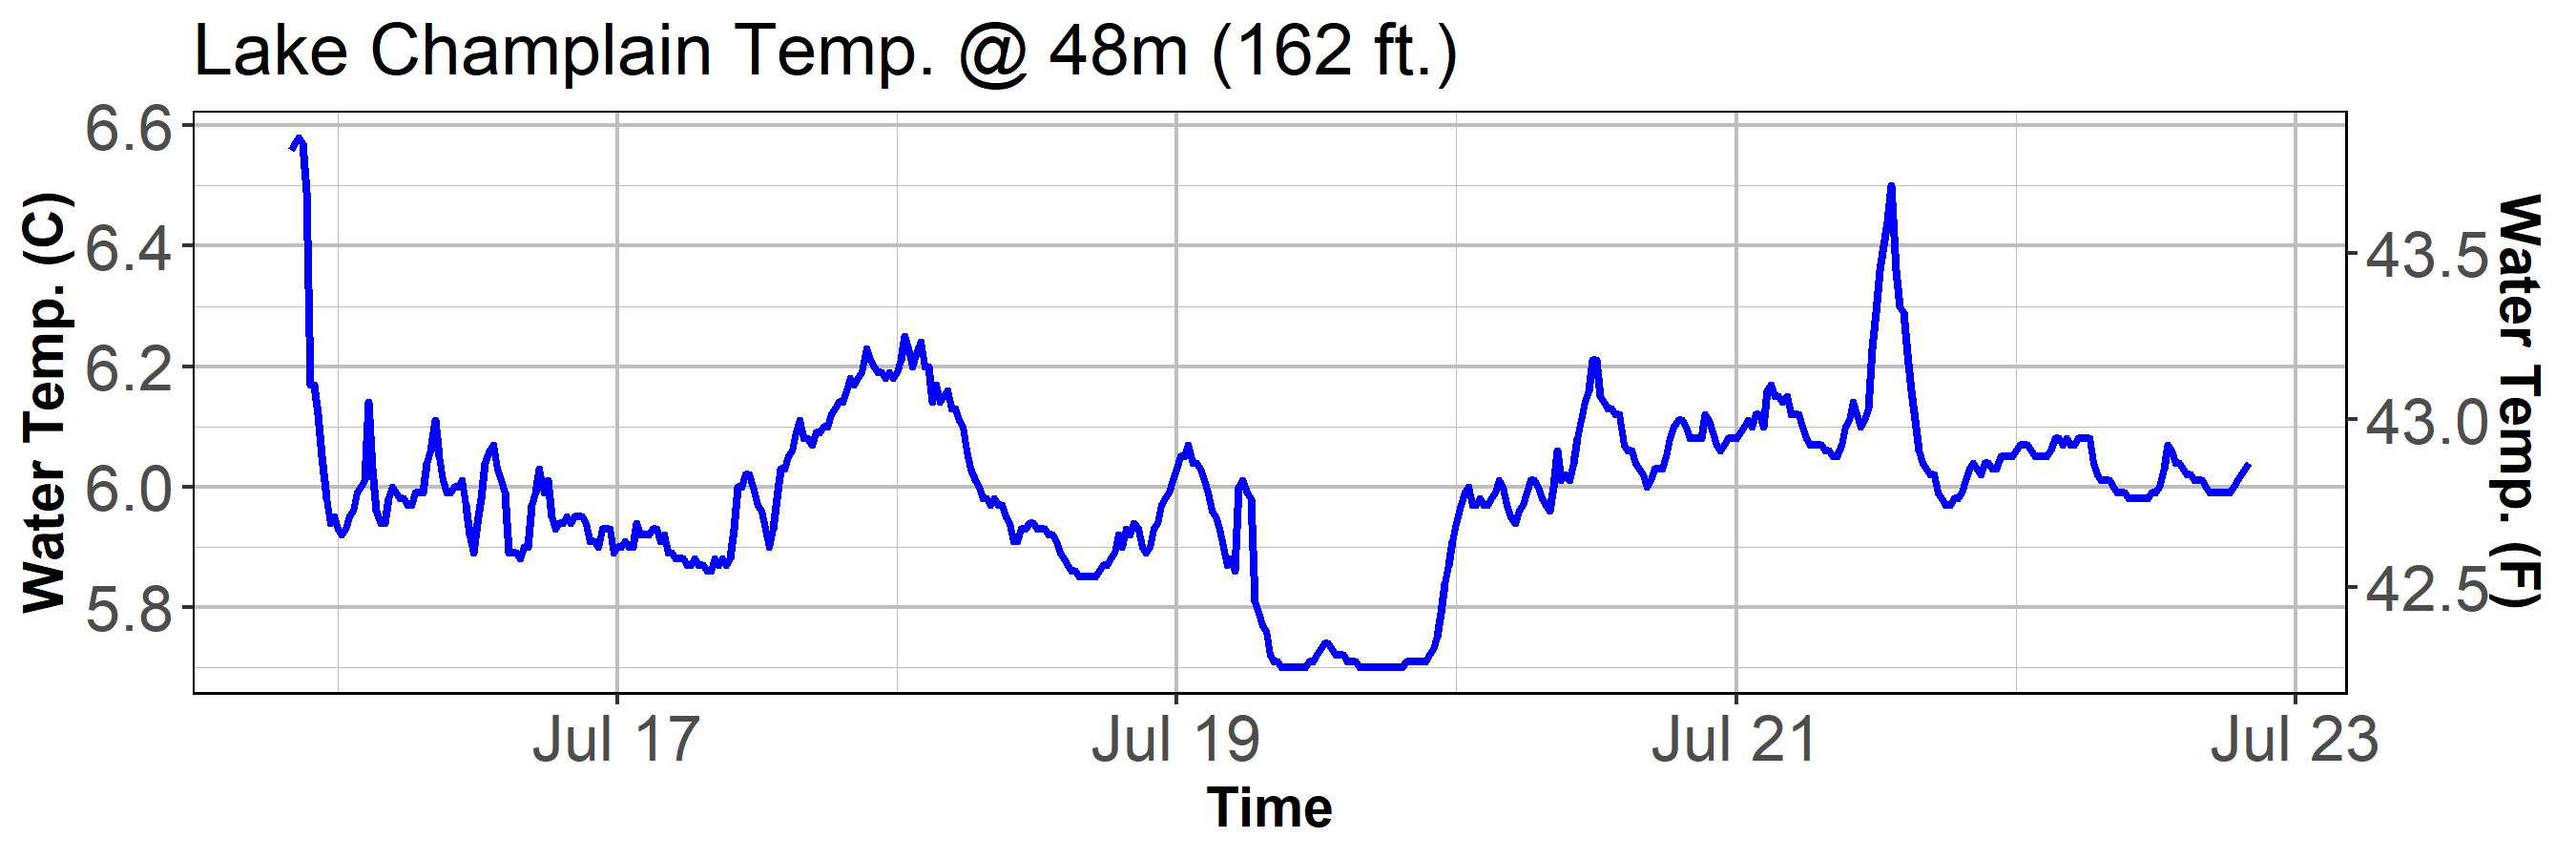 Lake Champlain Temp. @ 48m (162 ft.)
Water Temp. (C)
6.6
6.4
6.2
6.0
5.8
43.5
43.0
42.5
Water Temp. (F)
Jul 17
Jul 19
Jul 21
Jul 23
Time